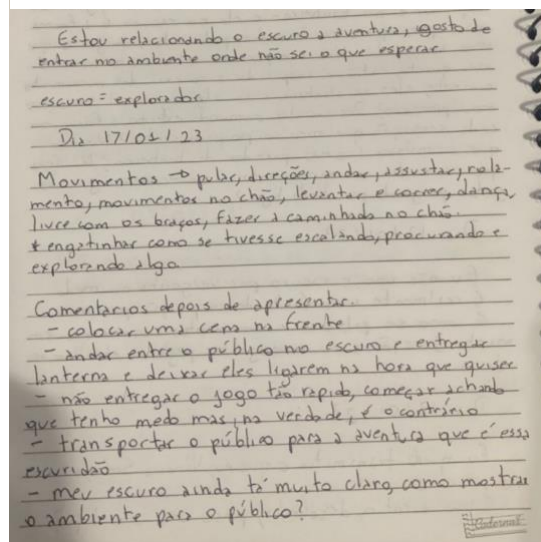 Estou relacionando o escuro a aventura, gosto de
entrar no ambiente onde não sei o que esperar
escuro = explorador
Dia 17/01/23
Movimentos → pular, direções, andar, assustar, rola-
mento, movimentos no chão, levantar e correr, dança,
livre com os braços, fazer a caminhada no chão.
* engatinhar como se tivesse escalando, procurando e
explorando algo
Comentarios depois de apresentar.
- colocar uma cena na frente
- andar entre o público no escuro e entregar
lanterna e deixar eles ligarem na hora que quiser
- não entregar o jogo tão rapido, começar achando
que tenho medo mas, na verdade, é o contrário
- transportar o público para a aventura que é essa
escuridão
- meu escuro ainda tá muito claro, como mostrar
o ambiente para o público?